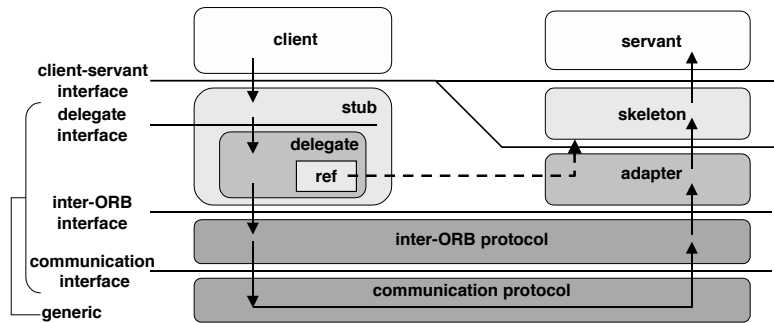 client
servant
client-servant
interface
stub
delegate
interface
skeleton
delegate
ref
adapter
inter-ORB
interface
inter-ORB protocol
communication
interface
communication protocol
generic